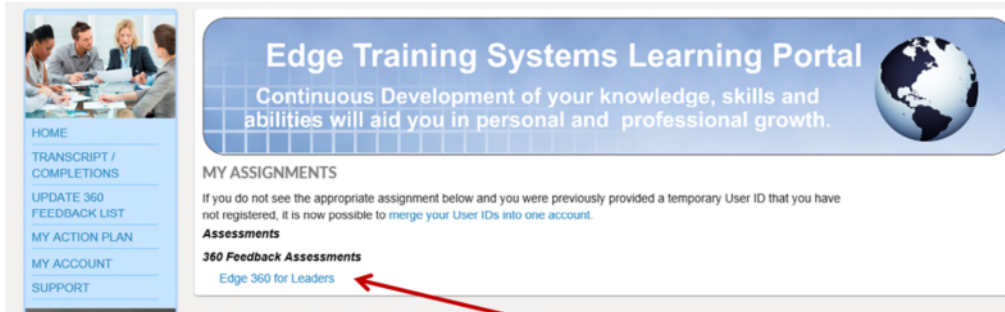 Edge Training Systems Learning Portal
Continuous Development of your knowledge, skills and
abilities will aid you in personal and professional growth.
HOME
TRANSCRIPT /
COMPLETIONS
UPDATE 360
FEEDBACK LIST
MY ACTION PLAN
MY ACCOUNT
SUPPORT
MY ASSIGNMENTS
If you do not see the appropriate assignment below and you were previously provided a temporary User ID that you have
not registered, it is now possible to merge your User IDs into one account.
Assessments
360 Feedback Assessments
Edge 360 for Leaders